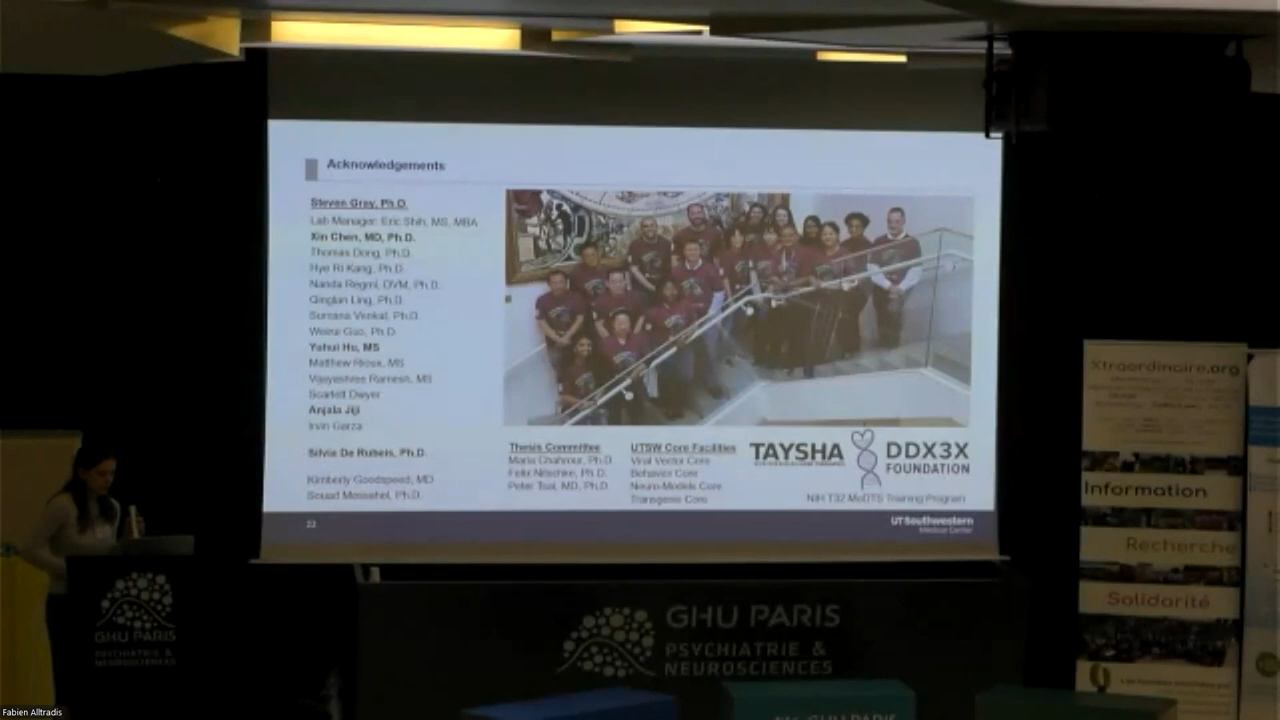 Acknowledgements
Steven Gray, Ph.D.
Lab Manager: Eric Shih, MS, MBA
Xin Chen, MD, Ph.D.
Thomas Dong, Ph.D.
Hye Ri Kang, Ph.D.
Nanda Regmi, DVM, Ph.D.
Qinglan Ling, Ph.D.
Sumana Venkat, Ph.D.
Weirui Guo, Ph.D.
Yuhui Hu, MS
Matthew Rioux, MS
Vijayashree Ramesh, MS
Scarlett Dwyer
Anjala Jiji
Irvin Garza
Silvia De Rubeis, Ph.D.
Kimberly Goodspeed, MD
Souad Messahel, Ph.D.
Thesis Committee
Maria Chahrour, Ph.D.
Felix Nitschke, Ph.D.
Peter Tsai, MD, Ph.D.
UTSW Core Facilities
Viral Vector Core
Behavior Core
Neuro-Models Core
Transgenic Core
TAYSHA
DDX3X
FOUNDATION
NIH T32 MoDTS Training Program
22
UT Southwestern
Medical Center
GHU PARIS
PSYCHIATRIE &
NEUROSCIENCES
GHU PARIS
PSYCHIATRIE &
NEUROSCIENCES
Xtraordinaire.org
Information
Recherche
Solidarité
GHU PARIS
Fabien Alltradis